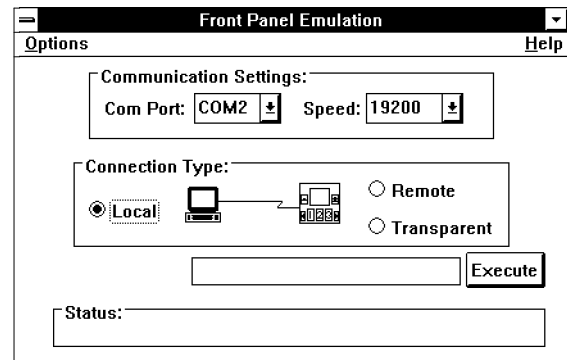 Front Panel Emulation
Options Help
Communication Settings:
Com Port: COM2 Speed: 19200
Connection Type:
Local 123 Remote
Transparent
Execute
Status: